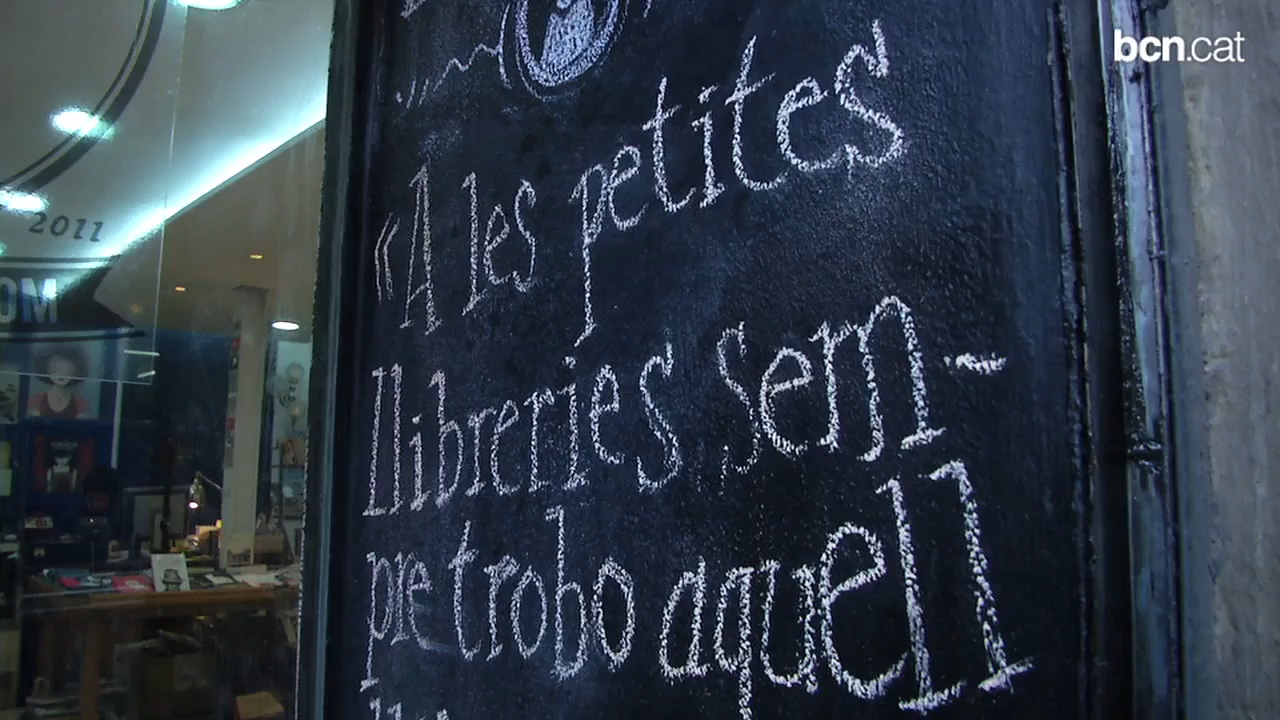 bcn.cat
2011
«A les petites
llibreries sem-
pre trobo aquell